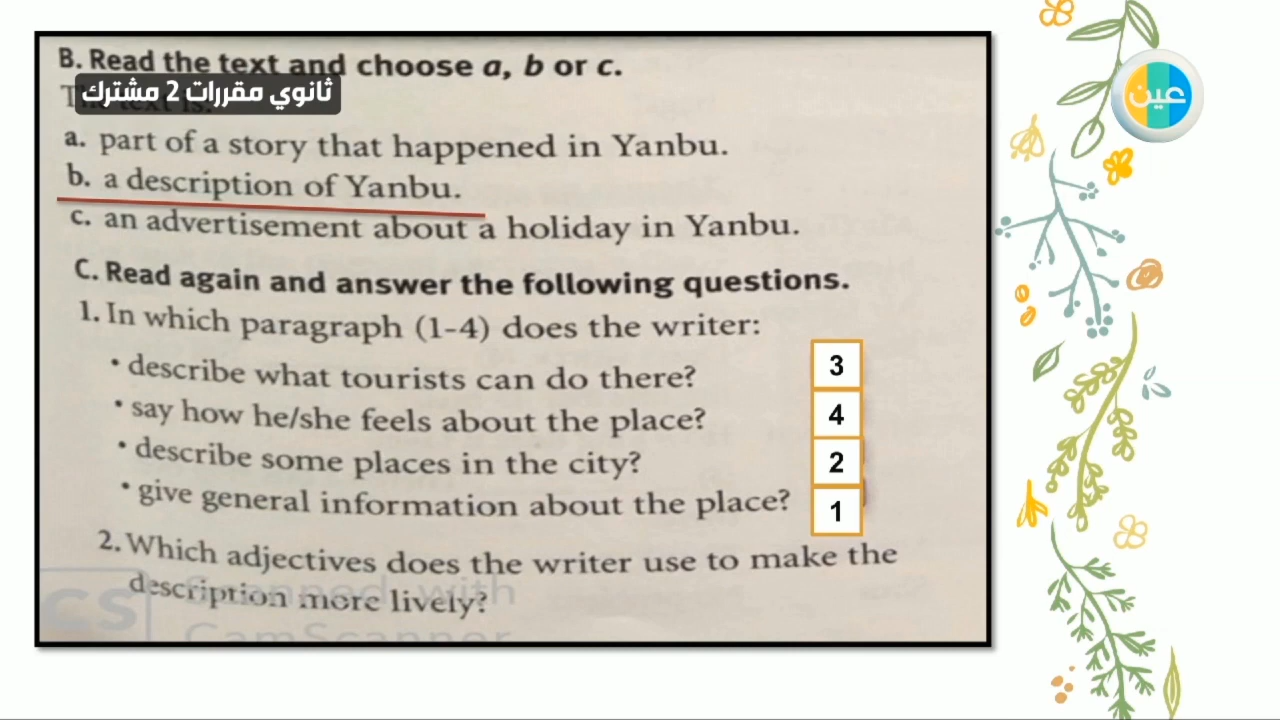 B. Read the text and choose a, b or c.
ثانوي مقررات 2 مشترك
a. part of a story that happened in Yanbu.
b. a description of Yanbu.
c. an advertisement about a holiday in Yanbu.
C. Read again and answer the following questions.
1. In which paragraph (1-4) does the writer:
• describe what tourists can do there? 3
• say how he/she feels about the place? 4
• describe some places in the city? 2
• give general information about the place? 1
2. Which adjectives does the writer use to make the
description more lively?
CS Scanned with
CamScanner
عين